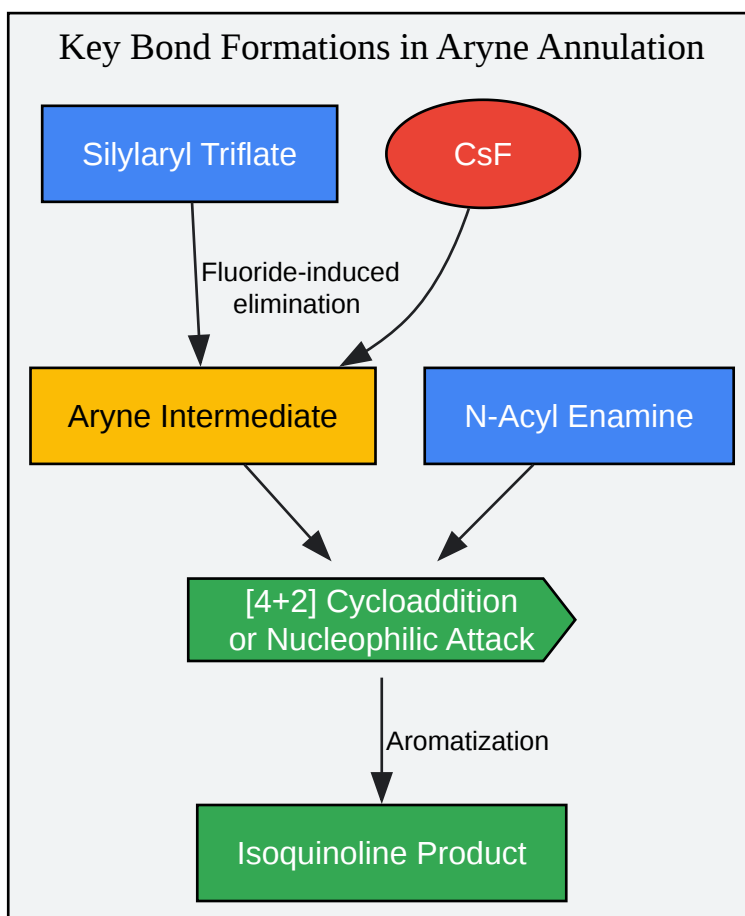 Key Bond Formations in Aryne Annulation
Silylaryl Triflate
CsF
Fluoride-induced
elimination
Aryne Intermediate
N-Acyl Enamine
[4+2] Cycloaddition
or Nucleophilic Attack
Aromatization
Isoquinoline Product